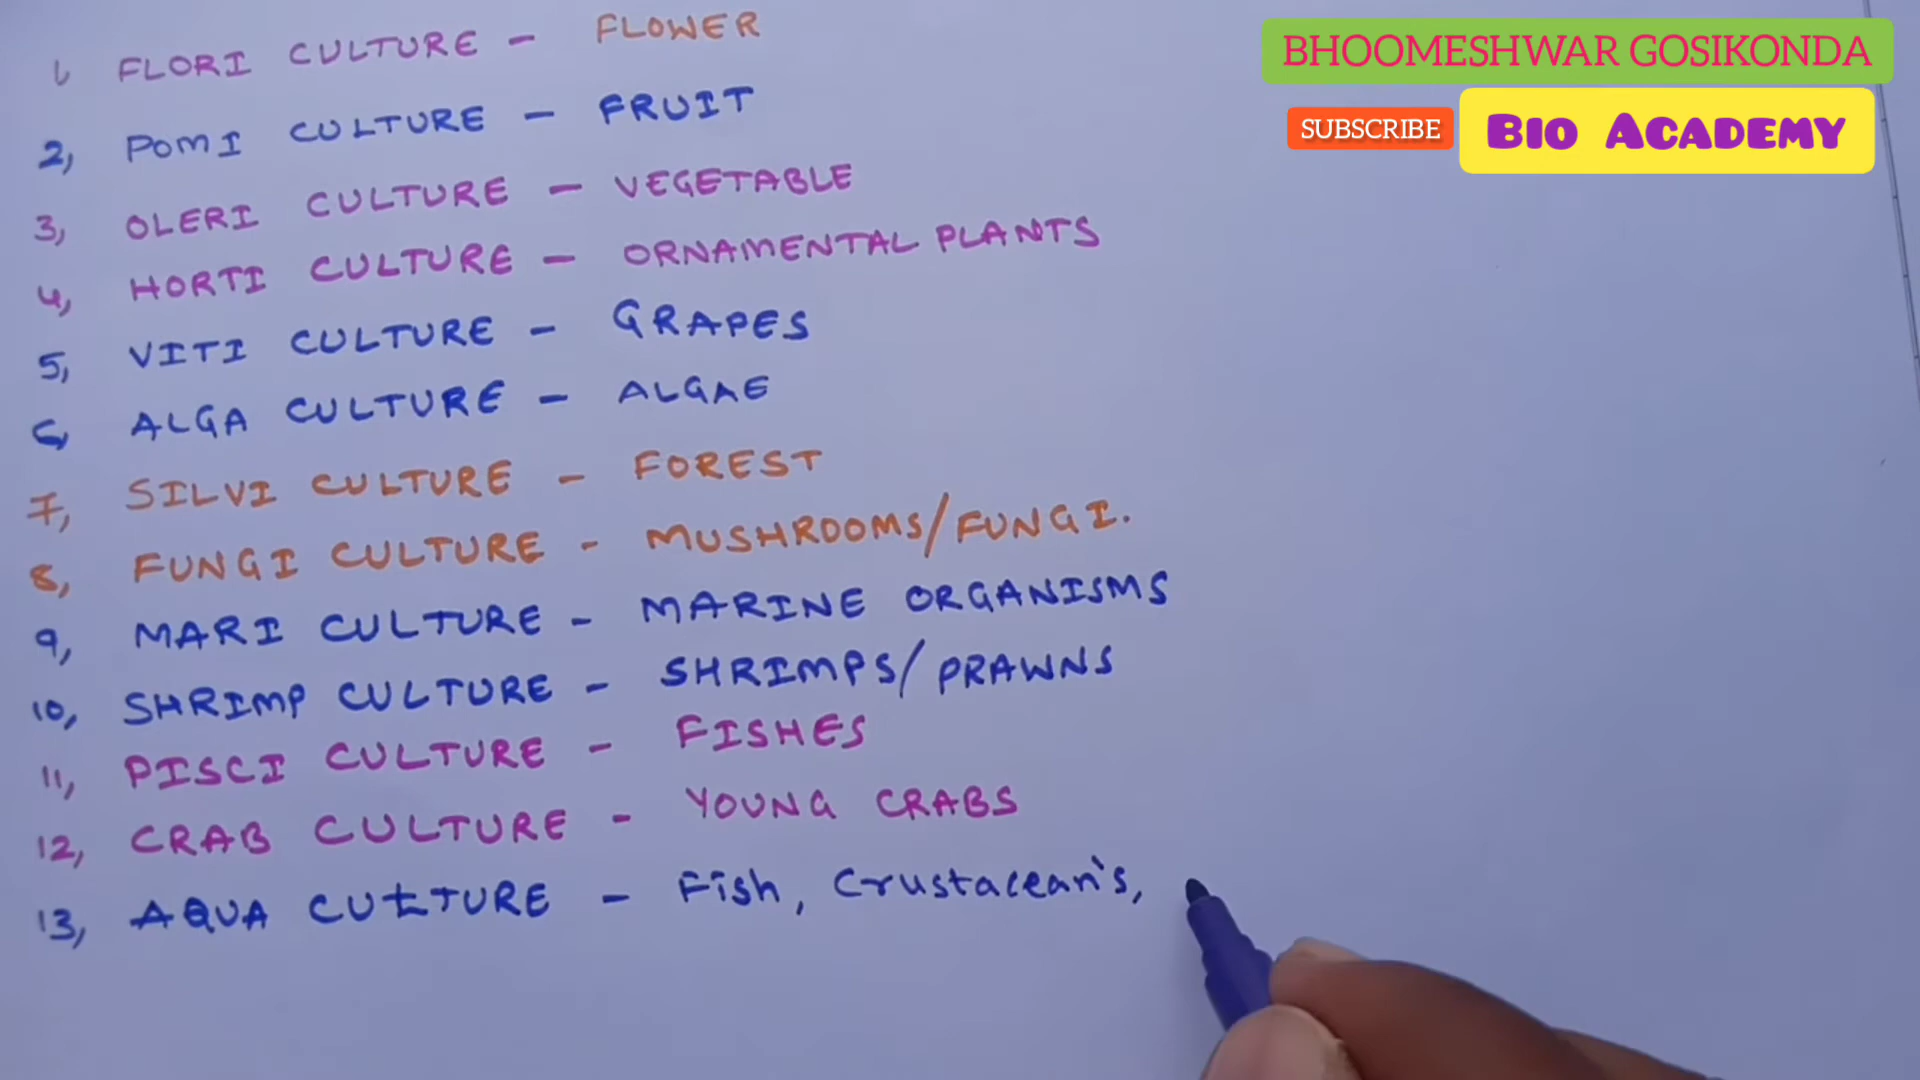 1, FLORI CULTURE - FLOWER
2, POMI CULTURE - FRUIT
3, OLERI CULTURE - VEGETABLE
4, HORTI CULTURE - ORNAMENTAL PLANTS
5, VITI CULTURE - GRAPES
6, ALGA CULTURE - ALGAE
7, SILVI CULTURE - FOREST
8, FUNGI CULTURE - MUSHROOMS/FUNGI.
9, MARI CULTURE - MARINE ORGANISMS
10, SHRIMP CULTURE - SHRIMPS/PRAWNS
11, PISCI CULTURE - FISHES
12, CRAB CULTURE - YOUNG CRABS
13, AQUA CULTURE - Fish, Crustacean's,
BHOOMESHWAR GOSIKONDA
SUBSCRIBE BIO ACADEMY